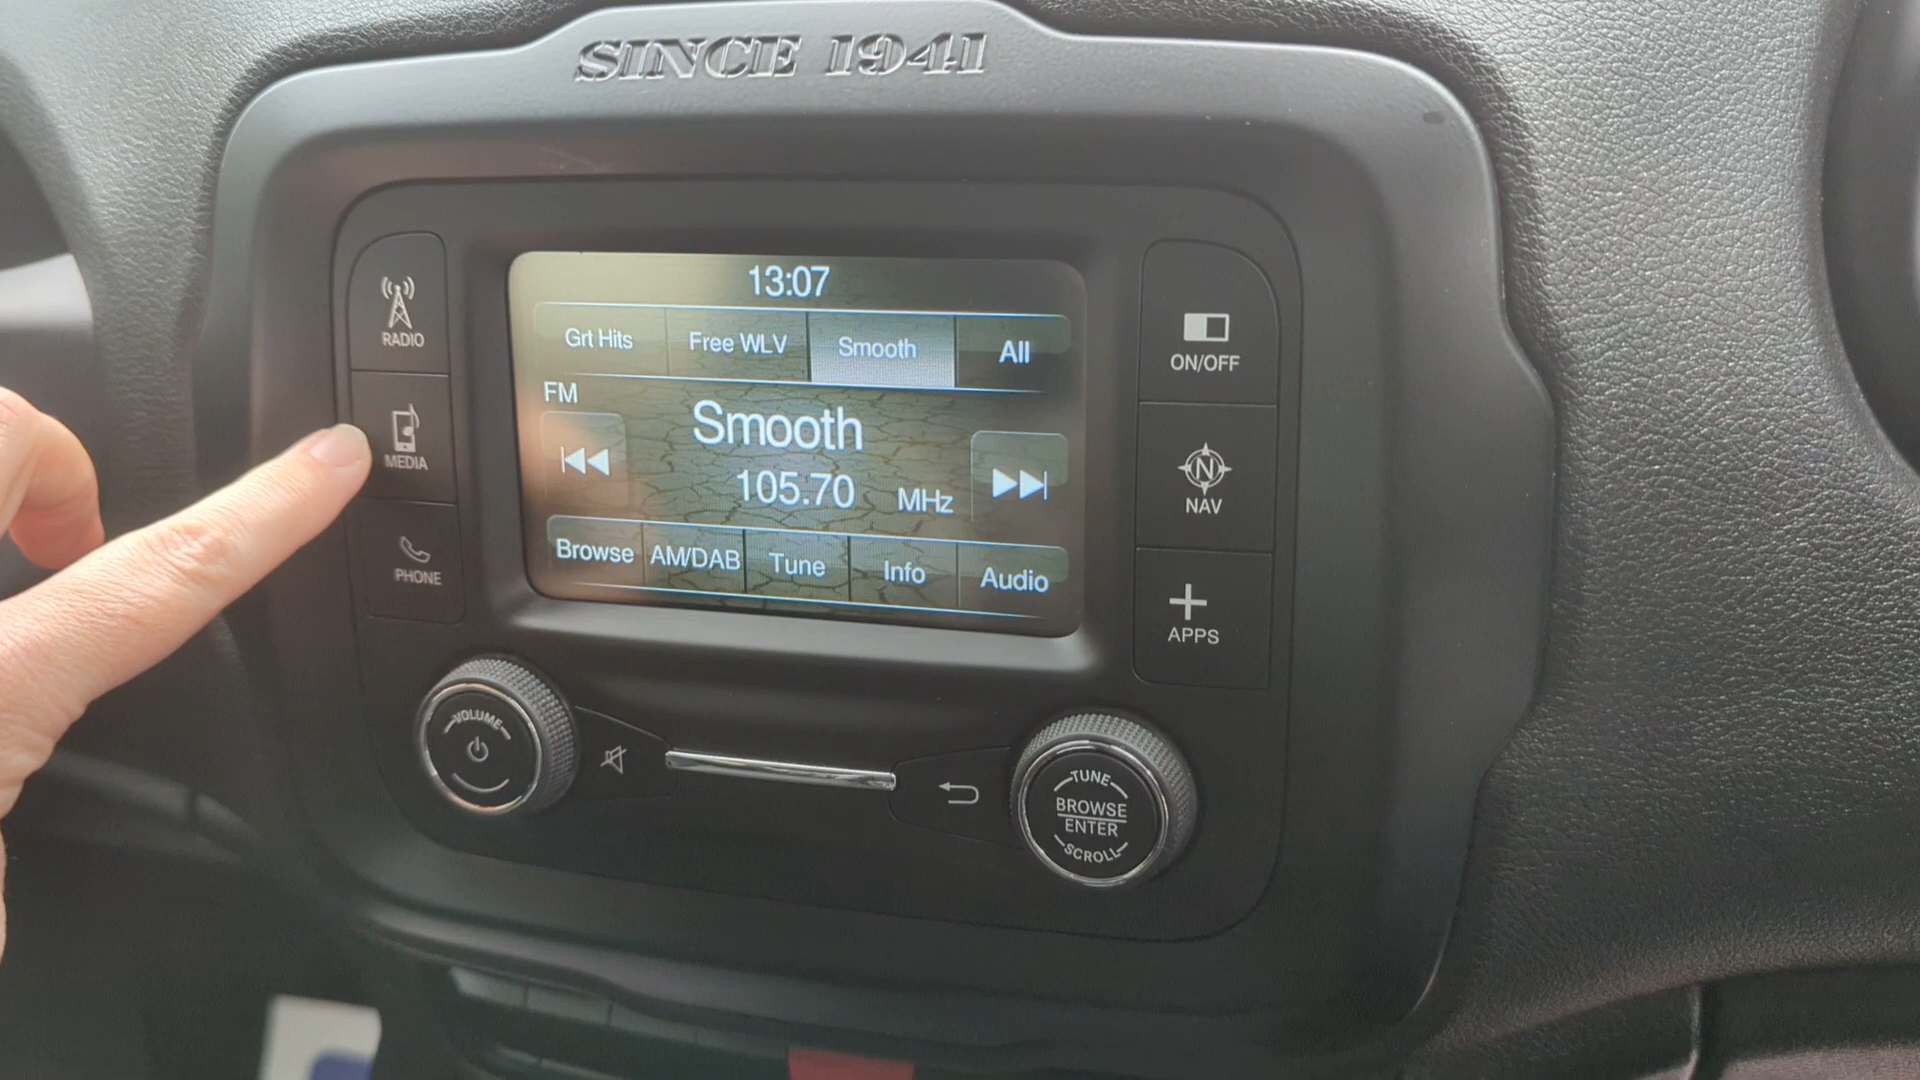 SINCE 1941
RADIO
MEDIA
PHONE
13:07
Grt Hits
Free WLV
Smooth
All
FM
Smooth
105.70 MHz
Browse
AM/DAB
Tune
Info
Audio
ON/OFF
N
NAV
APPS
VOLUME
TUNE
BROWSE
ENTER
SCROLL